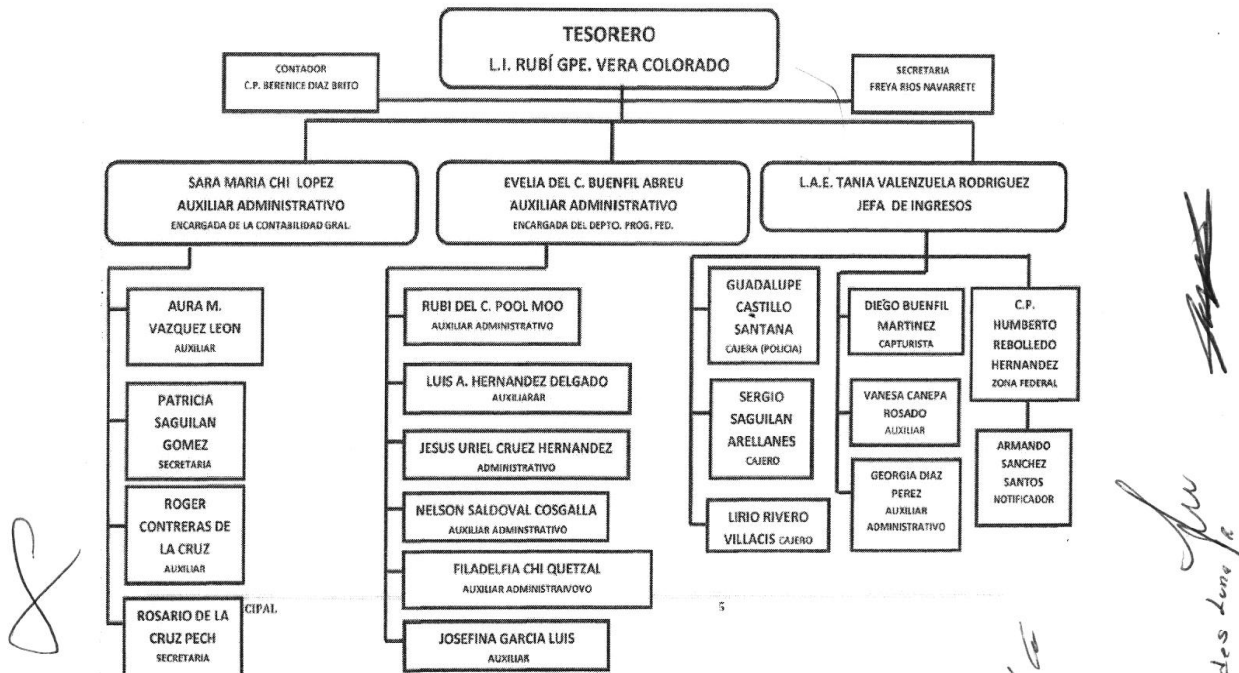 TESORERO
L.I. RUBÍ GPE. VERA COLORADO
CONTADOR
C.P. BERENICE DIAZ BRITO
SECRETARIA
FREYA RIOS NAVARRETE
SARA MARIA CHI LOPEZ
AUXILIAR ADMINISTRATIVO
ENCARGADA DE LA CONTABILIDAD GRAL.
EVELIA DEL C. BUENFIL ABREU
AUXILIAR ADMINISTRATIVO
ENCARGADA DEL DEPTO. PROG. FED.
L.A.E. TANIA VALENZUELA RODRIGUEZ
JEFA DE INGRESOS
AURA M.
VAZQUEZ LEON
AUXILIAR
PATRICIA
SAGUILAN
GOMEZ
SECRETARIA
ROGER
CONTRERAS DE
LA CRUZ
AUXILIAR
ROSARIO DE LA
CRUZ PECH
SECRETARIA
CIPAL
RUBI DEL C. POOL MOO
AUXILIAR ADMINISTRATIVO
LUIS A. HERNANDEZ DELGADO
AUXILIARAR
JESUS URIEL CRUEZ HERNANDEZ
ADMINISTRATIVO
NELSON SALDOVAL COSGALLA
AUXILIAR ADMINSTRATIVO
FILADELFIA CHI QUETZAL
AUXILIAR ADMINISTRAIVOVO
JOSEFINA GARCIA LUIS
AUXILIAR
GUADALUPE
CASTILLO
SANTANA
CAJERA (POLICIA)
SERGIO
SAGUILAN
ARELLANES
CAJERO
LIRIO RIVERO
VILLACIS CAJERO
DIEGO BUENFIL
MARTINEZ
CAPTURISTA
VANESA CANEPA
ROSADO
AUXILIAR
GEORGIA DIAZ
PEREZ
AUXILIAR
ADMINISTRATIVO
C.P.
HUMBERTO
REBOLLEDO
HERNANDEZ
ZONA FEDERAL
ARMANDO
SANCHEZ
SANTOS
NOTIFICADOR
5